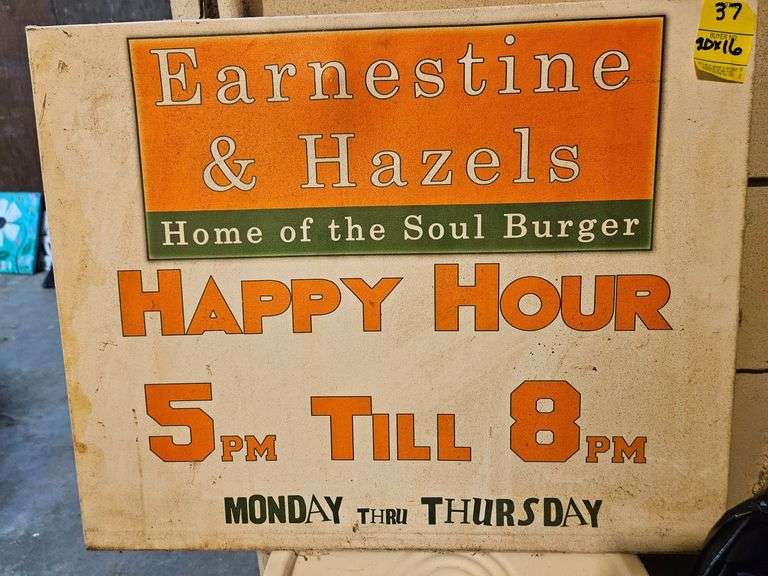 37
20x16
Earnestine
& Hazels
Home of the Soul Burger
HAPPY HOUR
5PM TILL 8PM
MONDAY THRU THURSDAY